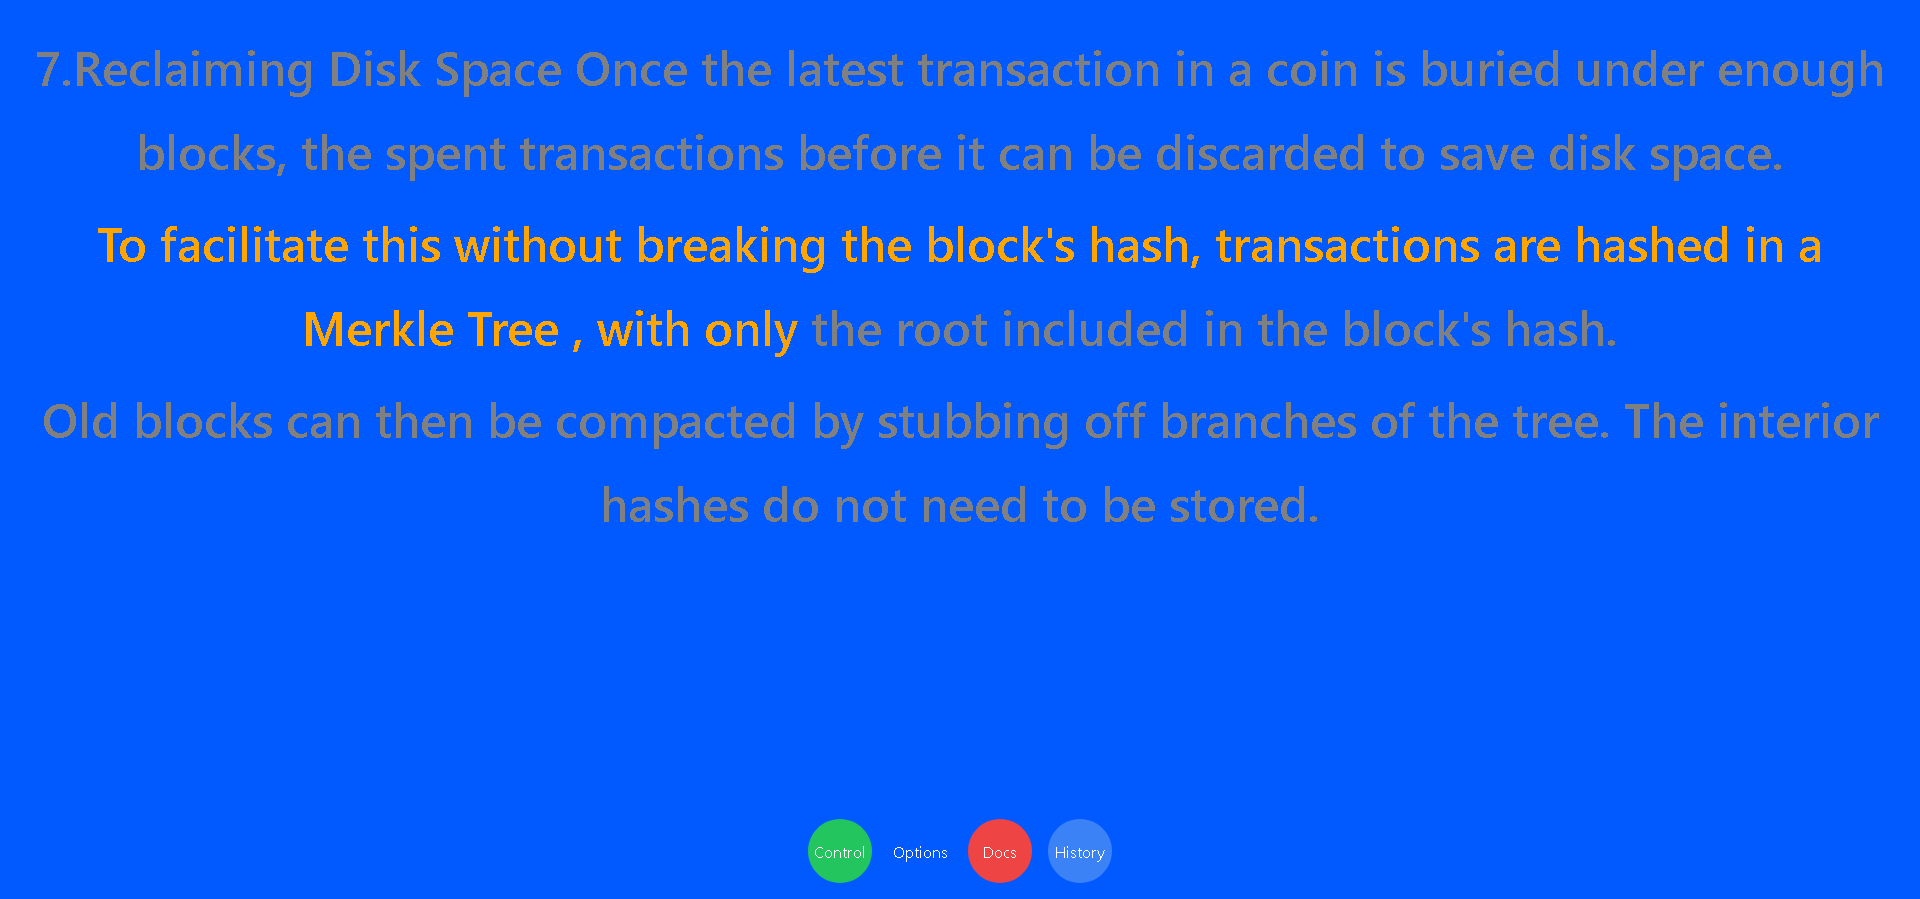 7.Reclaiming Disk Space Once the latest transaction in a coin is buried under enough
blocks, the spent transactions before it can be discarded to save disk space.
To facilitate this without breaking the block's hash, transactions are hashed in a
Merkle Tree , with only the root included in the block's hash.
Old blocks can then be compacted by stubbing off branches of the tree. The interior
hashes do not need to be stored.
Control Options Docs History